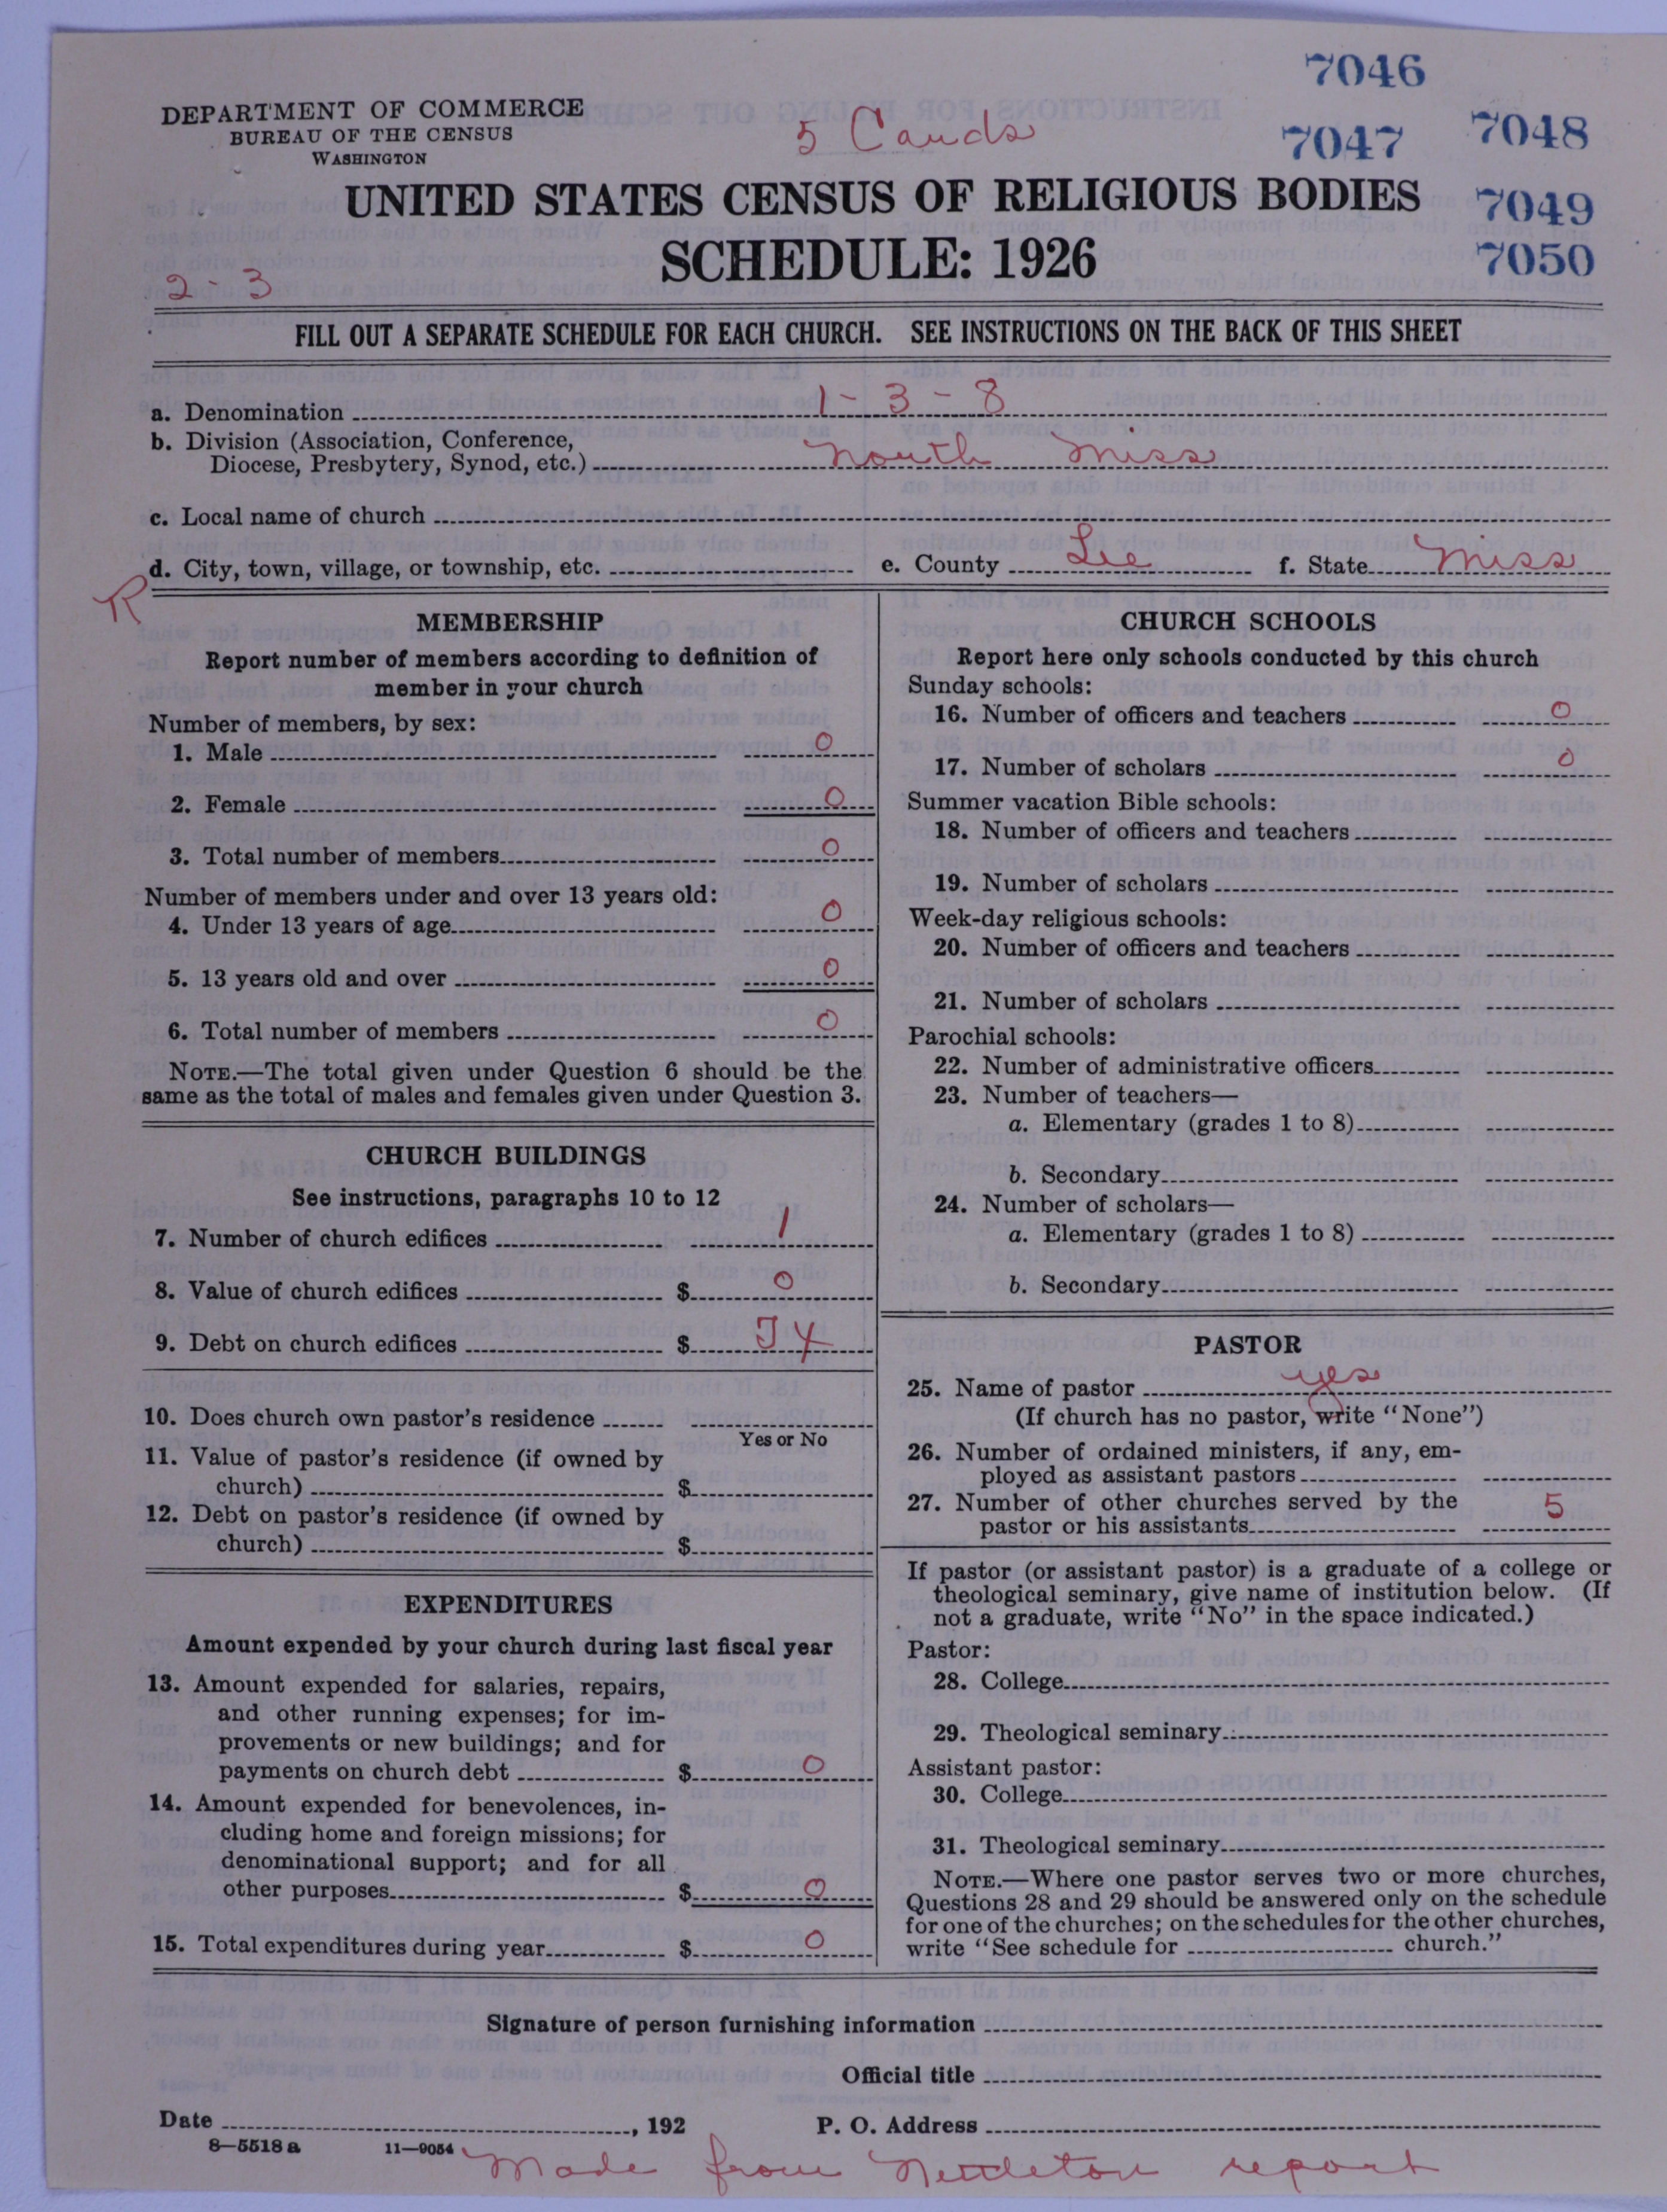 7046
DEPARTMENT OF COMMERCE
BUREAU OF THE CENSUS
WASHINGTON
5 Cards
7047 7048
UNITED STATES CENSUS OF RELIGIOUS BODIES
7049
SCHEDULE: 1926
7050
2-3
FILL OUT A SEPARATE SCHEDULE FOR EACH CHURCH. SEE INSTRUCTIONS ON THE BACK OF THIS SHEET
a. Denomination 1-3-8
b. Division (Association, Conference,
Diocese, Presbytery, Synod, etc.) North Miss
c. Local name of church
d. City, town, village, or township, etc. e. County Lee f. State Miss
R
MEMBERSHIP
Report number of members according to definition of
member in your church
Number of members, by sex:
1. Male 0
2. Female 0
3. Total number of members 0
Number of members under and over 13 years old:
4. Under 13 years of age 0
5. 13 years old and over 0
6. Total number of members 0
NOTE.—The total given under Question 6 should be the
same as the total of males and females given under Question 3.
CHURCH BUILDINGS
See instructions, paragraphs 10 to 12
7. Number of church edifices 1
8. Value of church edifices $ 0
9. Debt on church edifices $
10. Does church own pastor's residence
Yes or No
11. Value of pastor's residence (if owned by
church) $
12. Debt on pastor's residence (if owned by
church) $
EXPENDITURES
Amount expended by your church during last fiscal year
13. Amount expended for salaries, repairs,
and other running expenses; for im-
provements or new buildings; and for
payments on church debt $ 0
14. Amount expended for benevolences, in-
cluding home and foreign missions; for
denominational support; and for all
other purposes $ 0
15. Total expenditures during year $ 0
CHURCH SCHOOLS
Report here only schools conducted by this church
Sunday schools:
16. Number of officers and teachers 0
17. Number of scholars 0
Summer vacation Bible schools:
18. Number of officers and teachers
19. Number of scholars
Week-day religious schools:
20. Number of officers and teachers
21. Number of scholars
Parochial schools:
22. Number of administrative officers
23. Number of teachers—
a. Elementary (grades 1 to 8)
b. Secondary
24. Number of scholars—
a. Elementary (grades 1 to 8)
b. Secondary
PASTOR
25. Name of pastor yes
(If church has no pastor, write "None")
26. Number of ordained ministers, if any, em-
ployed as assistant pastors
27. Number of other churches served by the
pastor or his assistants 5
If pastor (or assistant pastor) is a graduate of a college or
theological seminary, give name of institution below. (If
not a graduate, write "No" in the space indicated.)
Pastor:
28. College
29. Theological seminary
Assistant pastor:
30. College
31. Theological seminary
NOTE.—Where one pastor serves two or more churches,
Questions 28 and 29 should be answered only on the schedule
for one of the churches; on the schedules for the other churches,
write "See schedule for church."
Signature of person furnishing information
Official title
Date , 192 P. O. Address
8—5518 a 11—9054
Made from Nettleton report